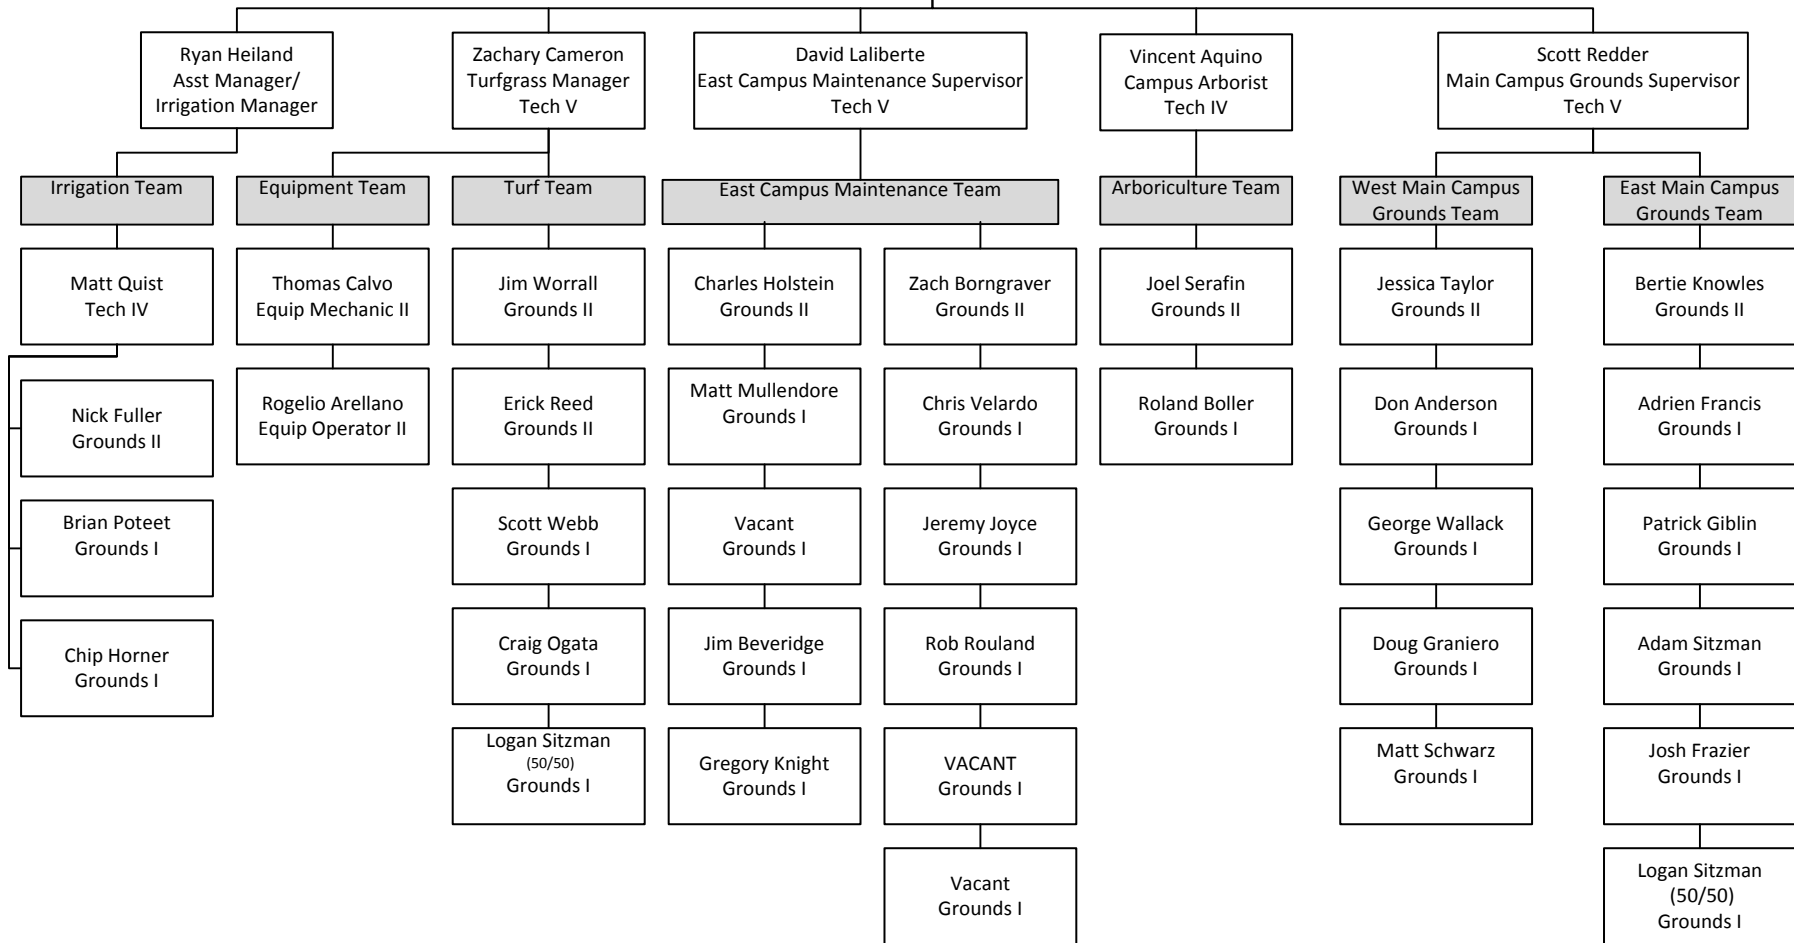 Ryan Heiland
Asst Manager/
Irrigation Manager
Zachary Cameron
Turfgrass Manager
Tech V
David Laliberte
East Campus Maintenance Supervisor
Tech V
Vincent Aquino
Campus Arborist
Tech IV
Scott Redder
Main Campus Grounds Supervisor
Tech V
Irrigation Team
Equipment Team
Turf Team
East Campus Maintenance Team
Arboriculture Team
West Main Campus
Grounds Team
East Main Campus
Grounds Team
Matt Quist
Tech IV
Thomas Calvo
Equip Mechanic II
Jim Worrall
Grounds II
Charles Holstein
Grounds II
Zach Borngraver
Grounds II
Joel Serafin
Grounds II
Jessica Taylor
Grounds II
Bertie Knowles
Grounds II
Nick Fuller
Grounds II
Rogelio Arellano
Equip Operator II
Erick Reed
Grounds II
Matt Mullendore
Grounds I
Chris Velardo
Grounds I
Roland Boller
Grounds I
Don Anderson
Grounds I
Adrien Francis
Grounds I
Brian Poteet
Grounds I
Scott Webb
Grounds I
Vacant
Grounds I
Jeremy Joyce
Grounds I
George Wallack
Grounds I
Patrick Giblin
Grounds I
Chip Horner
Grounds I
Craig Ogata
Grounds I
Jim Beveridge
Grounds I
Rob Rouland
Grounds I
Doug Graniero
Grounds I
Adam Sitzman
Grounds I
Logan Sitzman
(50/50)
Grounds I
Gregory Knight
Grounds I
VACANT
Grounds I
Matt Schwarz
Grounds I
Josh Frazier
Grounds I
Vacant
Grounds I
Logan Sitzman
(50/50)
Grounds I